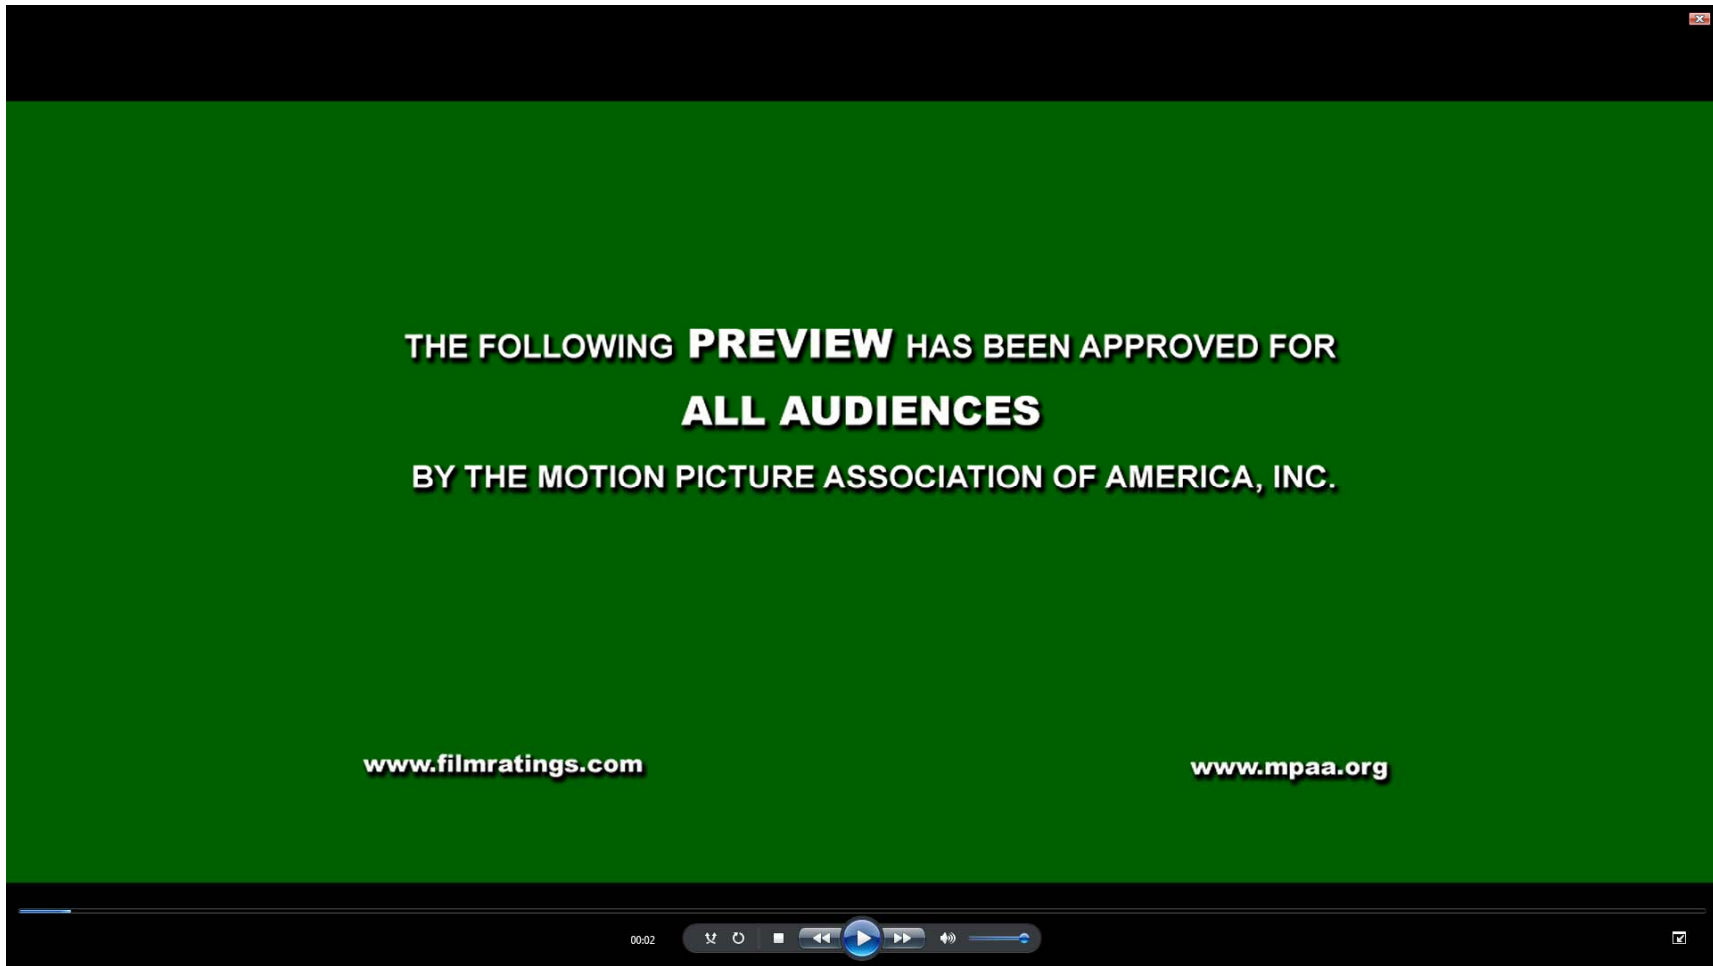 THE FOLLOWING PREVIEW HAS BEEN APPROVED FOR
ALL AUDIENCES
BY THE MOTION PICTURE ASSOCIATION OF AMERICA, INC.
www.filmratings.com
www.mpaa.org
00:02